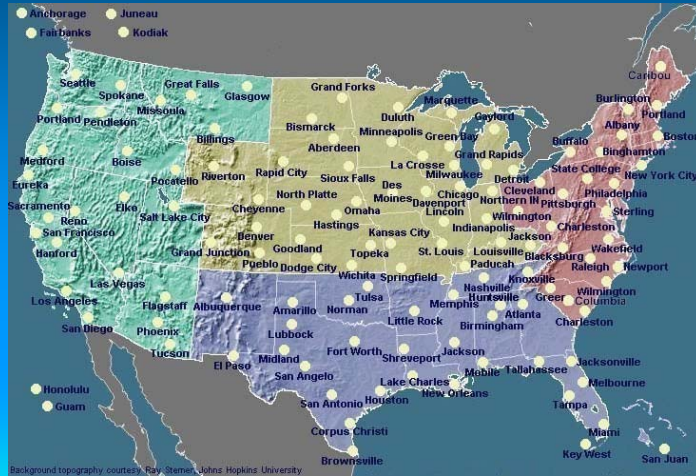 Anchorage
Juneau
Fairbanks
Kodiak
Seattle
Spokane
Great Falls
Glasgow
Grand Forks
Duluth
Marquette
Caribou
Portland
Pendleton
Missoula
Billings
Bismarck
Minneapolis
Green Bay
Gaylord
Burlington
Portland
Albany
Boston
Medford
Boise
Pocatello
Riverton
Rapid City
Aberdeen
Sioux Falls
La Crosse
Milwaukee
Grand Rapids
Detroit
Buffalo
Binghamton
State College
New York City
Eureka
Elko
Salt Lake City
Cheyenne
North Platte
Omaha
Des
Moines
Davenport
Chicago
Northern IN
Cleveland
Pittsburgh
Philadelphia
Sterling
Sacramento
Reno
San Francisco
Hanford
Grand Junction
Denver
Pueblo
Goodland
Hastings
Dodge City
Topeka
Kansas City
Lincoln
St. Louis
Indianapolis
Wilmington
Jackson
Louisville
Paducah
Charleston
Blacksburg
Wakefield
Raleigh
Newport
Las Vegas
Los Angeles
San Diego
Flagstaff
Phoenix
Tucson
Albuquerque
Amarillo
Lubbock
Wichita
Tulsa
Norman
Springfield
Little Rock
Memphis
Nashville
Huntsville
Birmingham
Knoxville
Greer
Atlanta
Columbia
Wilmington
Charleston
El Paso
Midland
San Angelo
Fort Worth
Shreveport
Jackson
Mobile
Tallahassee
Jacksonville
Melbourne
Tampa
Miami
Key West
San Juan
Lake Charles
New Orleans
Houston
San Antonio
Corpus Christi
Brownsville
Honolulu
Guam
Background topography courtesy Ray Sterner, Johns Hopkins University